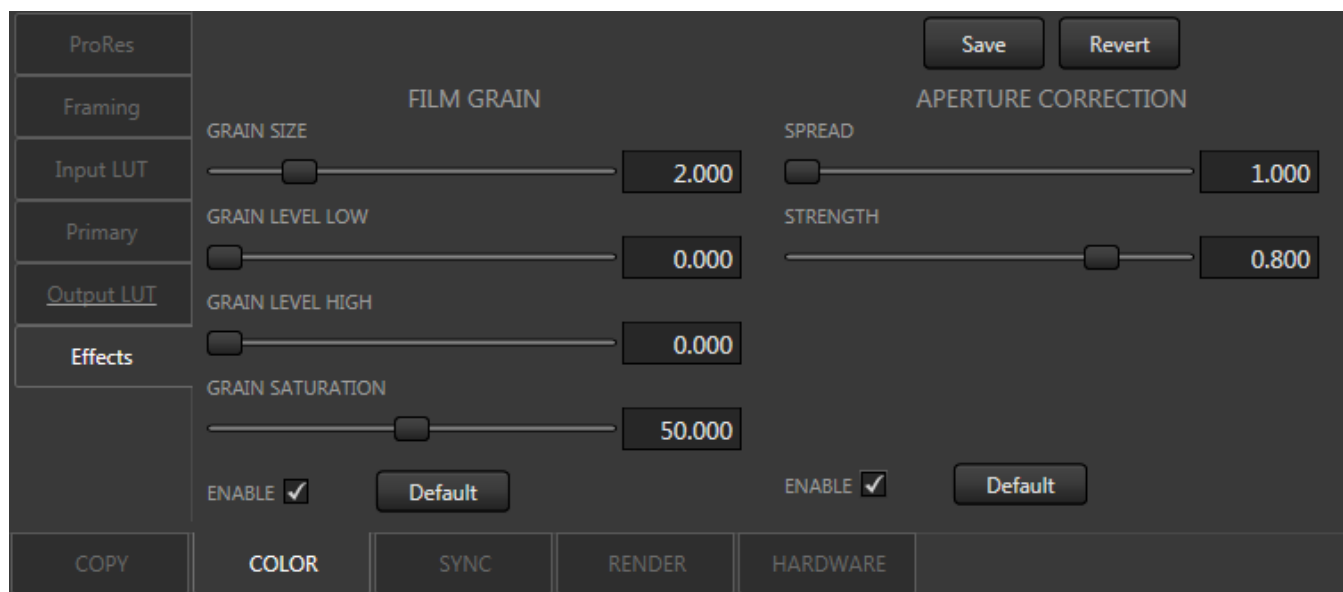 ProRes
Framing
Input LUT
Primary
Output LUT
Effects
Save Revert
FILM GRAIN
GRAIN SIZE
2.000
GRAIN LEVEL LOW
0.000
GRAIN LEVEL HIGH
0.000
GRAIN SATURATION
50.000
ENABLE Default
APERTURE CORRECTION
SPREAD
1.000
STRENGTH
0.800
ENABLE Default
COPY COLOR SYNC RENDER HARDWARE